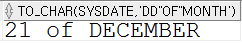 TO_CHAR(SYSDATE,'DD"OF"MONTH')
21 of DECEMBER